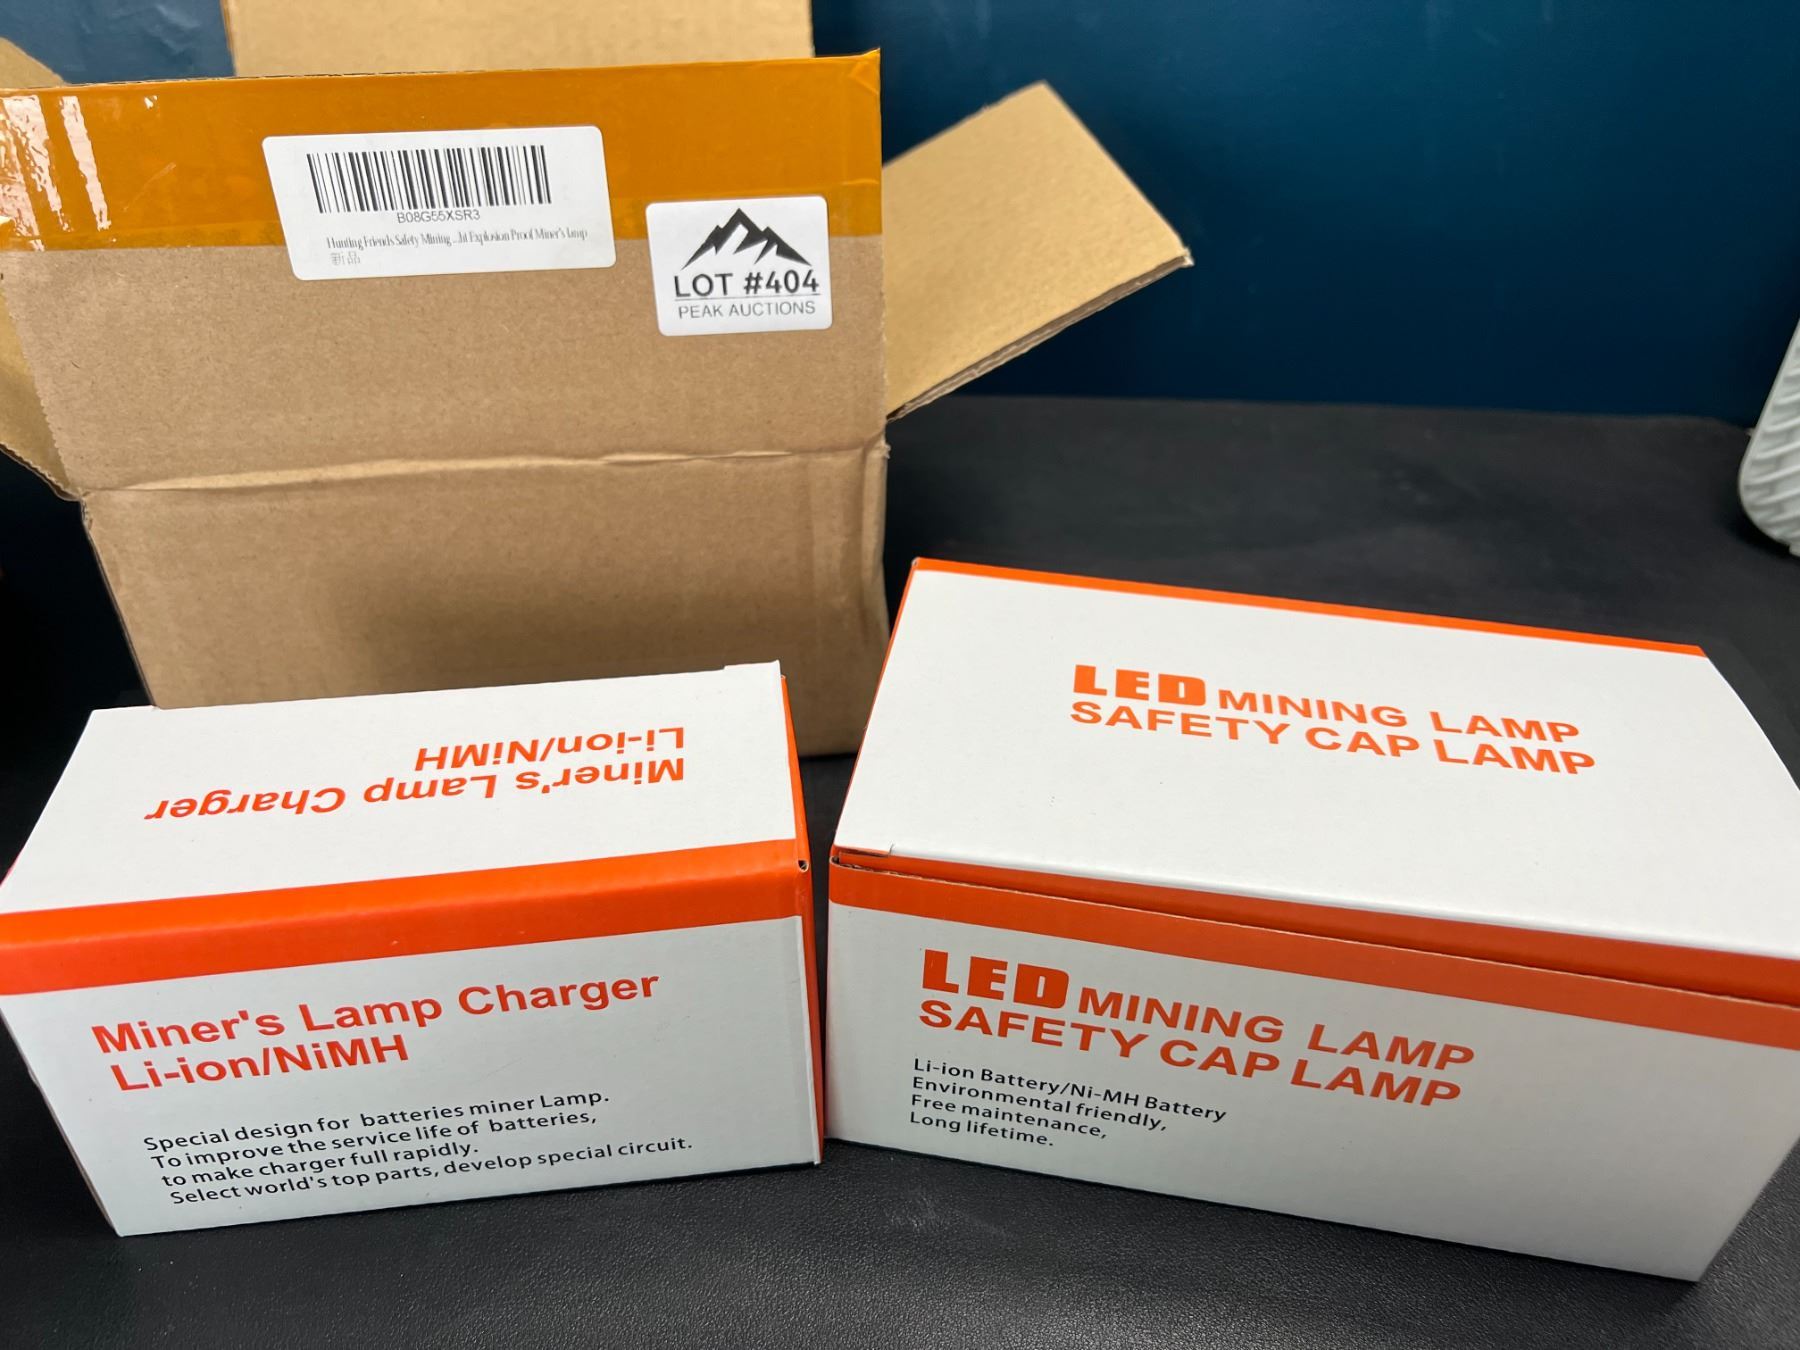 B08G55XSR3
Hunting Friends Safety Mining ...ht Explosion Proof Miner's lamp
新品
LOT #404
PEAK AUCTIONS
Miner's Lamp Charger
Li-ion/NiMH
Miner's Lamp Charger
Li-ion/NiMH
Special design for batteries miner Lamp.
To improve the service life of batteries,
to make charger full rapidly.
Select world's top parts, develop special circuit.
LED MINING LAMP
SAFETY CAP LAMP
LED MINING LAMP
SAFETY CAP LAMP
Li-ion Battery/Ni-MH Battery
Environmental friendly,
Free maintenance,
Long lifetime.